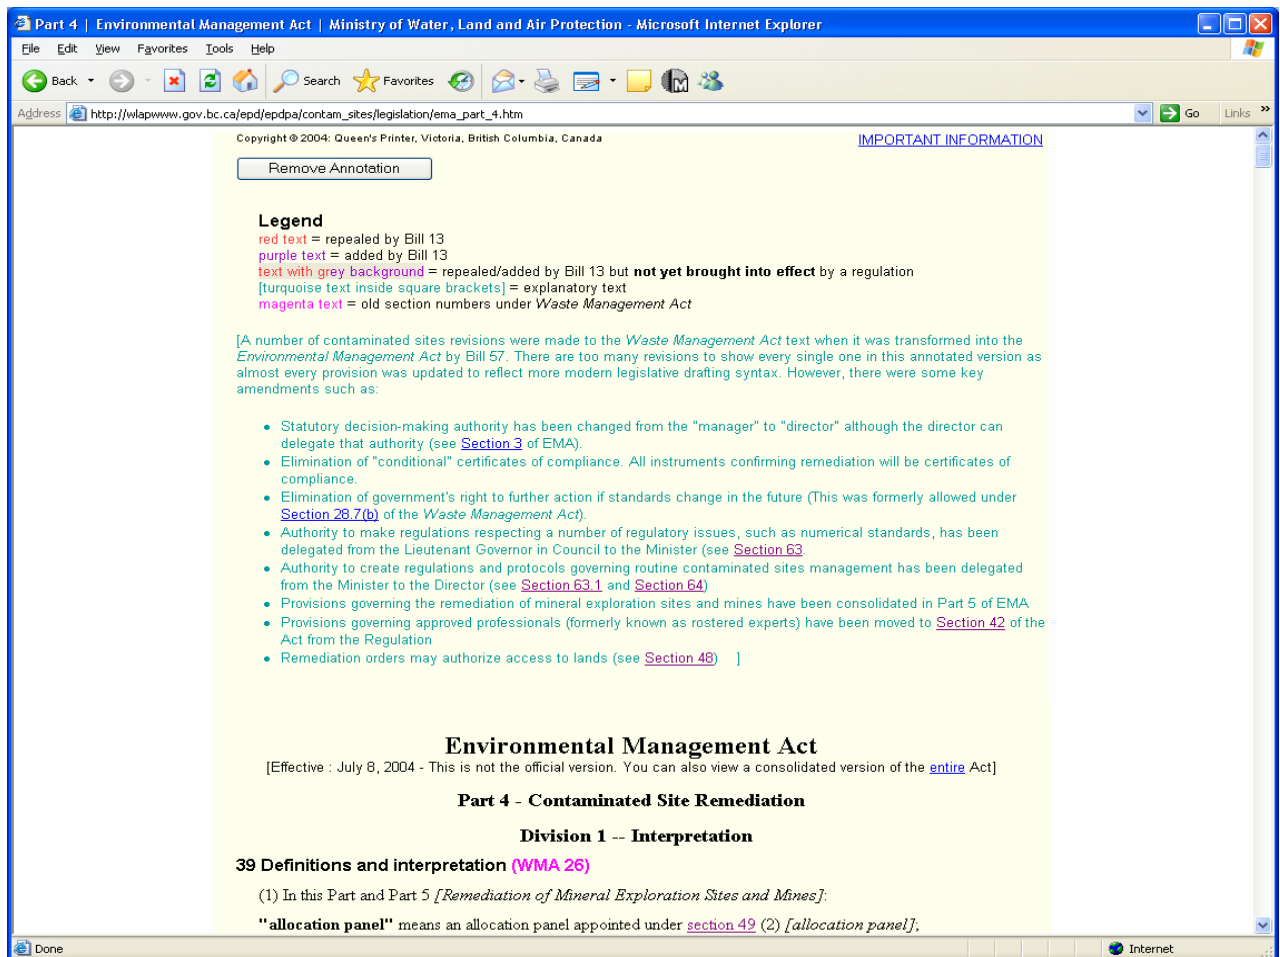 Part 4 | Environmental Management Act | Ministry of Water, Land and Air Protection - Microsoft Internet Explorer
File Edit View Favorites Tools Help
Back Search Favorites
Address http://wlapwww.gov.bc.ca/epd/epdpa/contam_sites/legislation/ema_part_4.htm Go Links »
Copyright © 2004: Queen's Printer, Victoria, British Columbia, Canada IMPORTANT INFORMATION
Remove Annotation
Legend
red text = repealed by Bill 13
purple text = added by Bill 13
text with grey background = repealed/added by Bill 13 but not yet brought into effect by a regulation
[turquoise text inside square brackets] = explanatory text
magenta text = old section numbers under Waste Management Act
[A number of contaminated sites revisions were made to the Waste Management Act text when it was transformed into the
Environmental Management Act by Bill 57. There are too many revisions to show every single one in this annotated version as
almost every provision was updated to reflect more modern legislative drafting syntax. However, there were some key
amendments such as:
• Statutory decision-making authority has been changed from the "manager" to "director" although the director can
delegate that authority (see Section 3 of EMA).
• Elimination of "conditional" certificates of compliance. All instruments confirming remediation will be certificates of
compliance.
• Elimination of government's right to further action if standards change in the future (This was formerly allowed under
Section 28.7(b) of the Waste Management Act).
• Authority to make regulations respecting a number of regulatory issues, such as numerical standards, has been
delegated from the Lieutenant Governor in Council to the Minister (see Section 63.
• Authority to create regulations and protocols governing routine contaminated sites management has been delegated
from the Minister to the Director (see Section 63.1 and Section 64)
• Provisions governing the remediation of mineral exploration sites and mines have been consolidated in Part 5 of EMA
• Provisions governing approved professionals (formerly known as rostered experts) have been moved to Section 42 of the
Act from the Regulation
• Remediation orders may authorize access to lands (see Section 48) ]
Environmental Management Act
[Effective : July 8, 2004 - This is not the official version. You can also view a consolidated version of the entire Act]
Part 4 - Contaminated Site Remediation
Division 1 -- Interpretation
39 Definitions and interpretation (WMA 26)
(1) In this Part and Part 5 [Remediation of Mineral Exploration Sites and Mines]:
"allocation panel" means an allocation panel appointed under section 49 (2) [allocation panel];
Done Internet